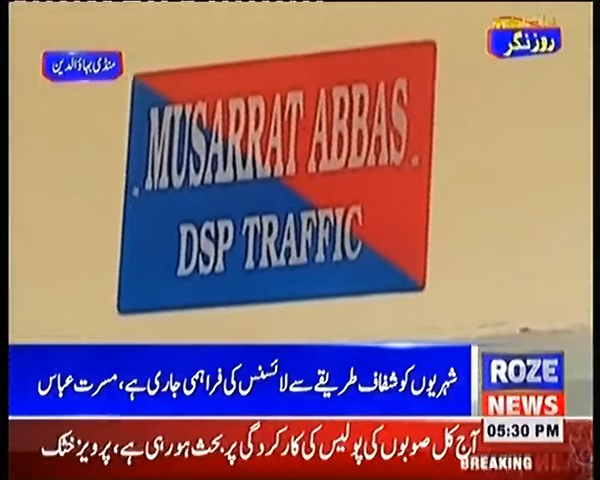 منڈی بہاؤالدین
روز نگر
MUSARRAT ABBAS
DSP TRAFFIC
شہریوں کو شفاف طریقے سے لائسنس کی فراہمی جاری ہے، مسرت عباس
ROZE
NEWS
05:30 PM
آج کل صوبوں کی پولیس کی کارکردگی پر بحث ہو رہی ہے، پرویز خٹک
BREAKING